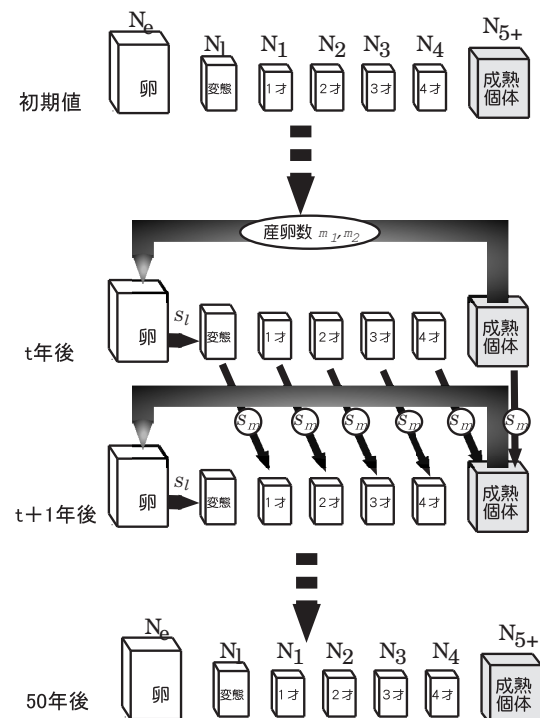 Ne Nl N1 N2 N3 N4 N5+
初期値 卵 変態 1才 2才 3才 4才 成熟個体
産卵数 m1,m2
t年後 卵 sl 変態 1才 2才 3才 4才 成熟個体
sm sm sm sm sm sm
t+1年後 卵 sl 変態 1才 2才 3才 4才 成熟個体
Ne Nl N1 N2 N3 N4 N5+
50年後 卵 変態 1才 2才 3才 4才 成熟個体